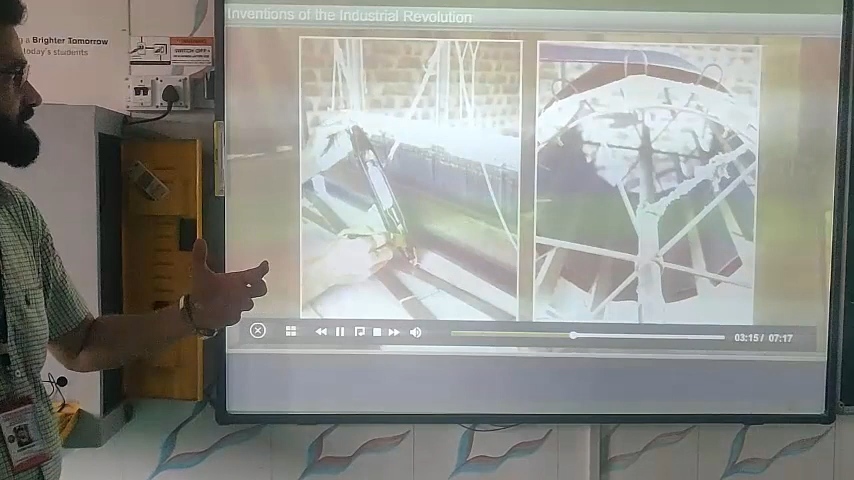 Inventions of the Industrial Revolution
a Brighter Tomorrow
today's students
SWITCH OFF
03:15 / 07:17